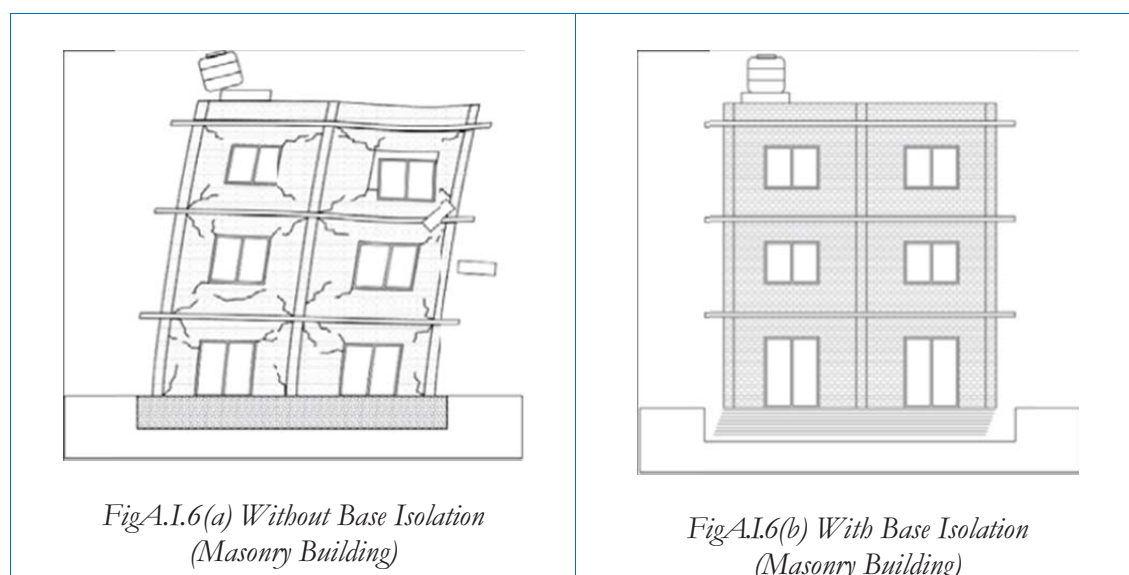 FigA.I.6(a) Without Base Isolation
(Masonry Building)
FigA.I.6(b) With Base Isolation
(Masonry Building)